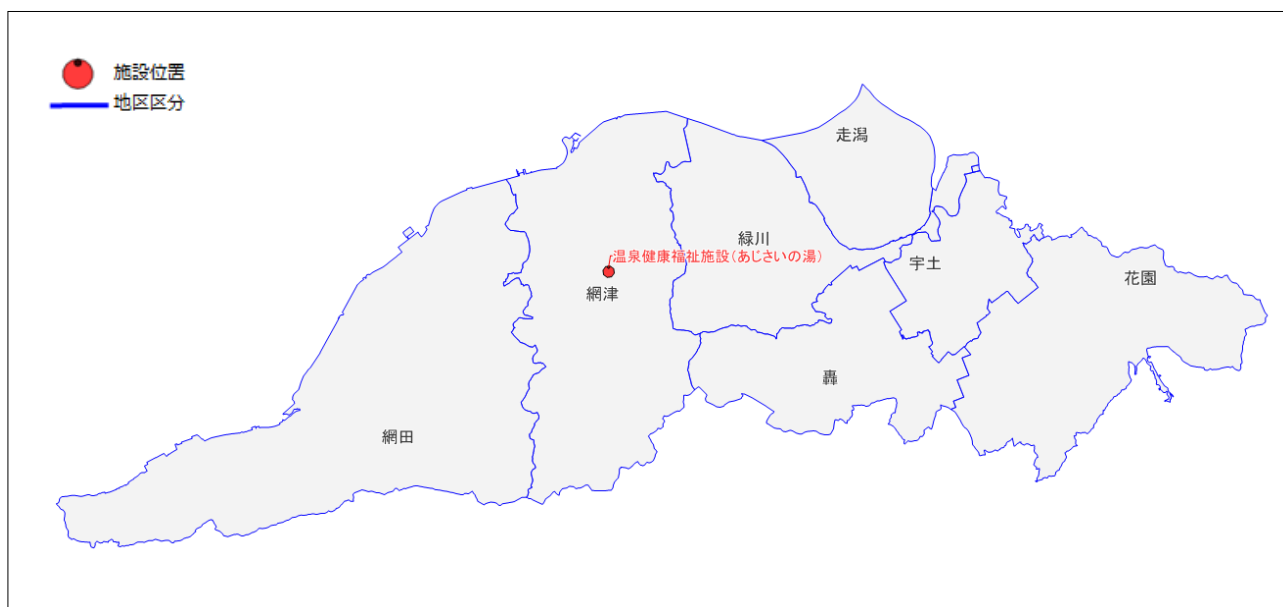 施設位置
地区区分
走潟
緑川
温泉健康福祉施設(あじさいの湯)
宇土
花園
網津
轟
網田